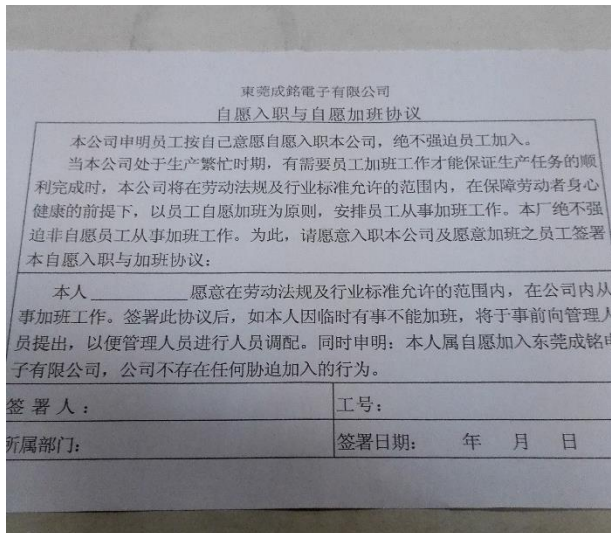 東莞成銘電子有限公司
自愿入职与自愿加班协议
本公司申明员工按自己意愿自愿入职本公司，绝不强迫员工加入。
当本公司处于生产繁忙时期，有需要员工加班工作才能保证生产任务的顺
利完成时，本公司将在劳动法规及行业标准允许的范围内，在保障劳动者身心
健康的前提下，以员工自愿加班为原则，安排员工从事加班工作。本厂绝不强
迫非自愿员工从事加班工作。为此，请愿意入职本公司及愿意加班之员工签署
本自愿入职与加班协议：
本人__________愿意在劳动法规及行业标准允许的范围内，在公司内从
事加班工作。签署此协议后，如本人因临时有事不能加班，将于事前向管理人
员提出，以便管理人员进行人员调配。同时申明：本人属自愿加入东莞成铭电
子有限公司，公司不存在任何胁迫加入的行为。
签署人： 工号：
所属部门： 签署日期： 年 月 日